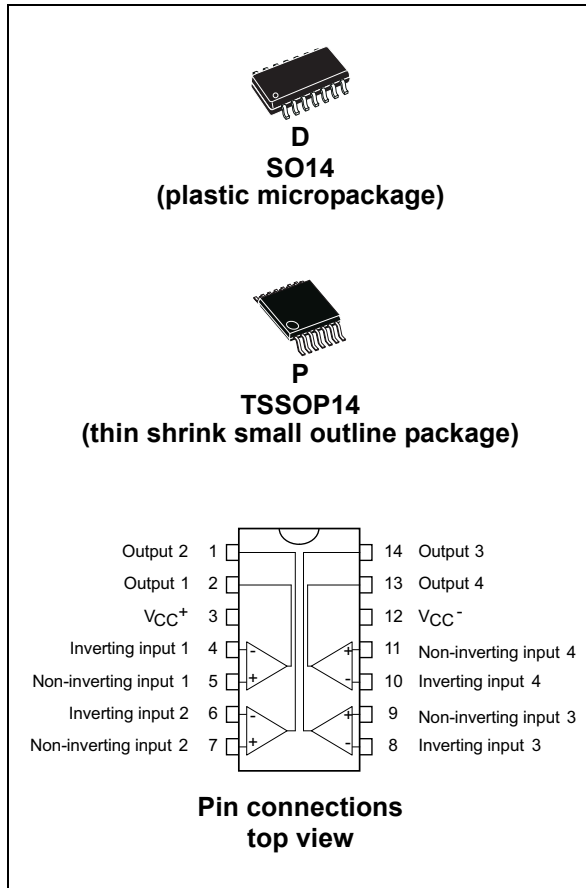 D
SO14
(plastic micropackage)
P
TSSOP14
(thin shrink small outline package)
Output 2 1 14 Output 3
Output 1 2 13 Output 4
VCC+ 3 12 VCC-
Inverting input 1 4 - + 11 Non-inverting input 4
Non-inverting input 1 5 + - 10 Inverting input 4
Inverting input 2 6 - + 9 Non-inverting input 3
Non-inverting input 2 7 + - 8 Inverting input 3
Pin connections
top view